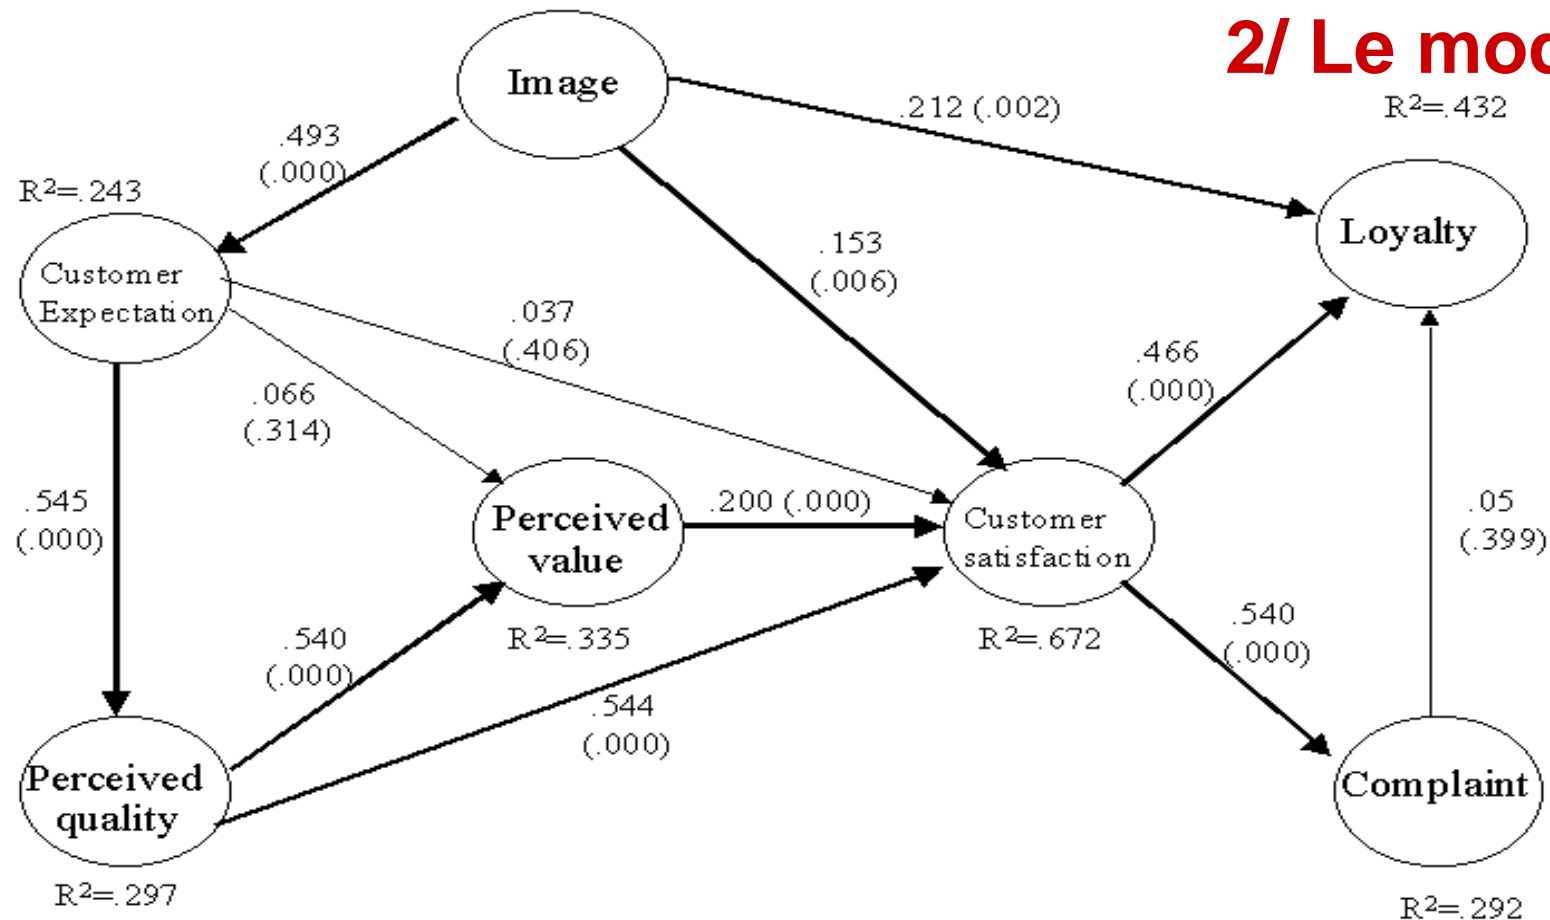 2/ Le mod
Image
.212 (.002)
R²=.432
.493
(.000)
R²=.243
Loyalty
.153
(.006)
Customer
Expectation
.037
(.406)
.466
(.000)
.066
(.314)
.545
(.000)
Perceived
value
.200 (.000)
Customer
satisfaction
.05
(.399)
R²=.335
R²=.672
.540
(.000)
.540
(.000)
.544
(.000)
Perceived
quality
Complaint
R²=.297
R²=.292